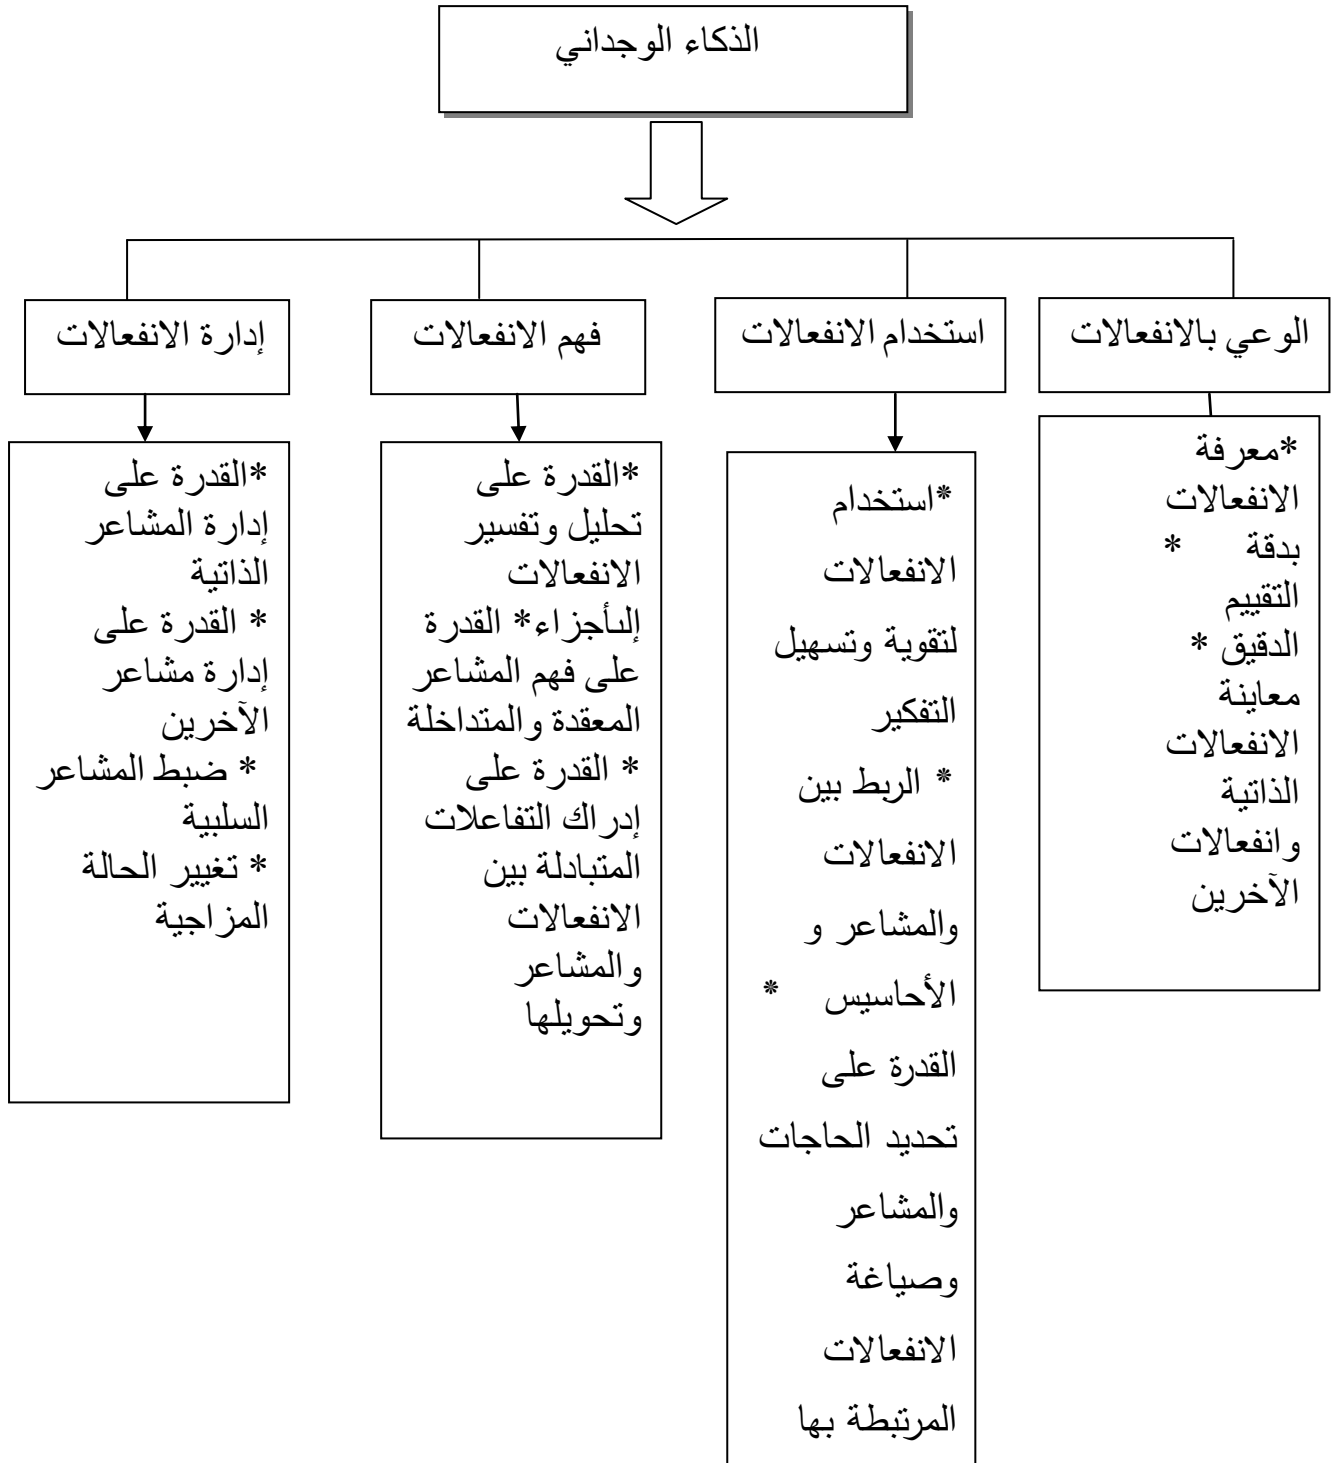 الذكاء الوجداني
الوعي بالانفعالات
*معرفة
الانفعالات
بدقة *
التقييم
الدقيق *
معاينة
الانفعالات
الذاتية
وانفعالات
الآخرين
استخدام الانفعالات
*استخدام
الانفعالات
لتقوية وتسهيل
التفكير
* الربط بين
الانفعالات
والمشاعر و
الأحاسيس *
القدرة على
تحديد الحاجات
والمشاعر
وصياغة
الانفعالات
المرتبطة بها
فهم الانفعالات
*القدرة على
تحليل وتفسير
الانفعالات
إلىأجزاء* القدرة
على فهم المشاعر
المعقدة والمتداخلة
* القدرة على
إدراك التفاعلات
المتبادلة بين
الانفعالات
والمشاعر
وتحويلها
إدارة الانفعالات
*القدرة على
إدارة المشاعر
الذاتية
* القدرة على
إدارة مشاعر
الآخرين
* ضبط المشاعر
السلبية
* تغيير الحالة
المزاجية